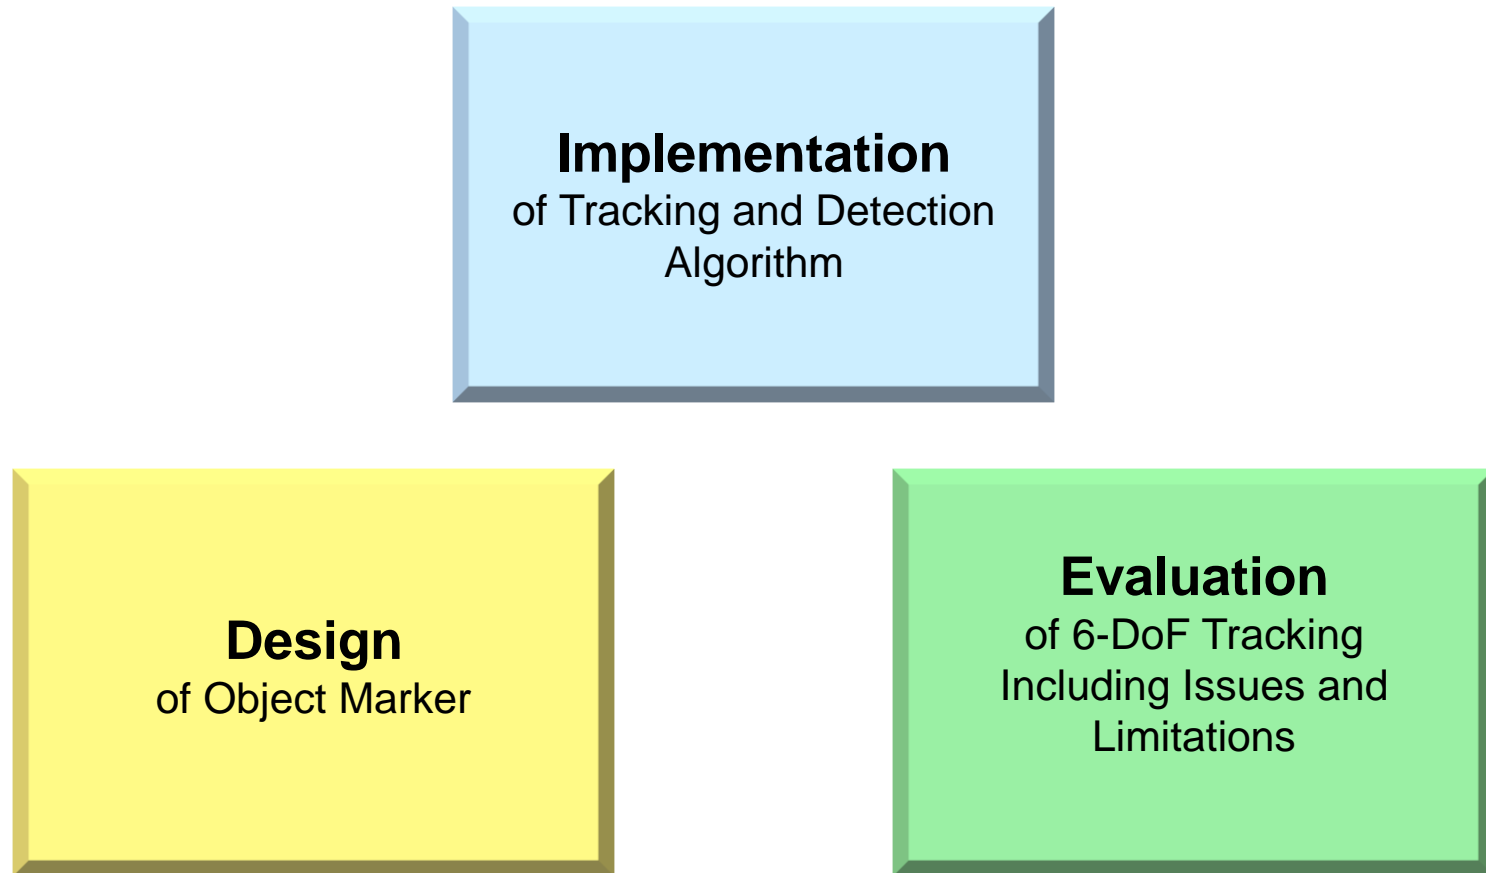 Implementation
of Tracking and Detection
Algorithm
Design
of Object Marker
Evaluation
of 6-DoF Tracking
Including Issues and
Limitations